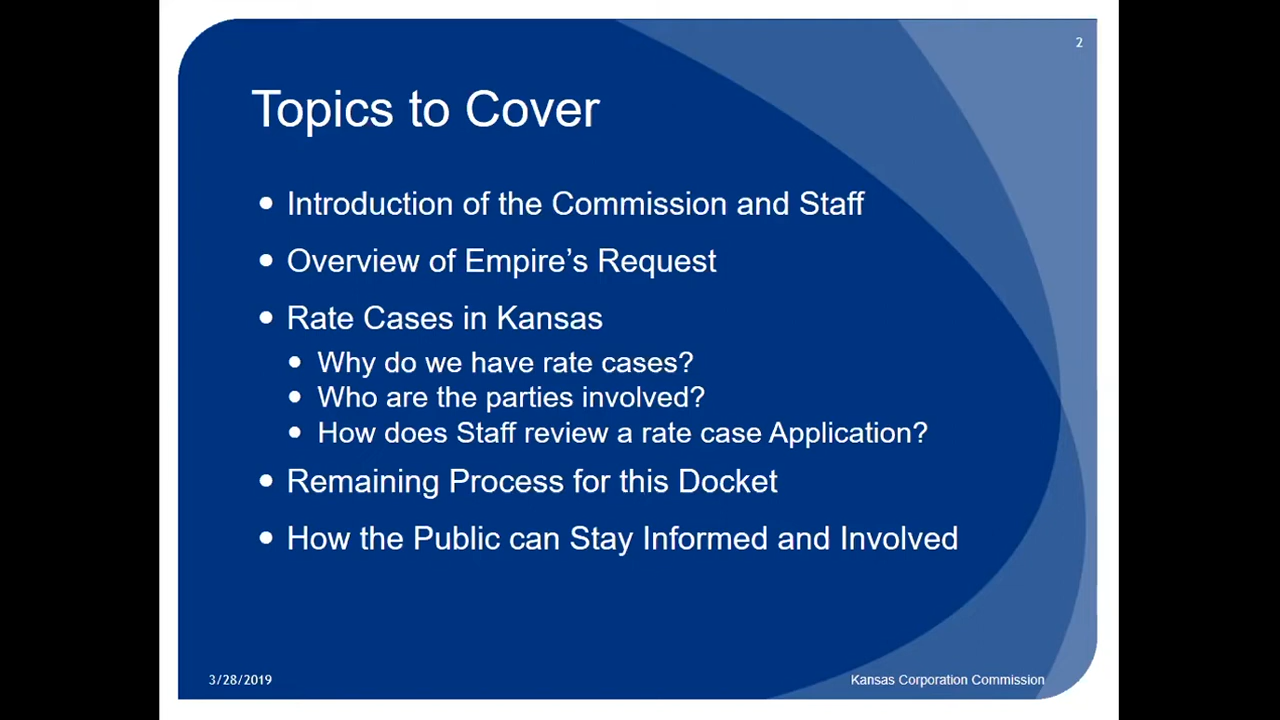 2
Topics to Cover
• Introduction of the Commission and Staff
• Overview of Empire’s Request
• Rate Cases in Kansas
• Why do we have rate cases?
• Who are the parties involved?
• How does Staff review a rate case Application?
• Remaining Process for this Docket
• How the Public can Stay Informed and Involved
3/28/2019
Kansas Corporation Commission